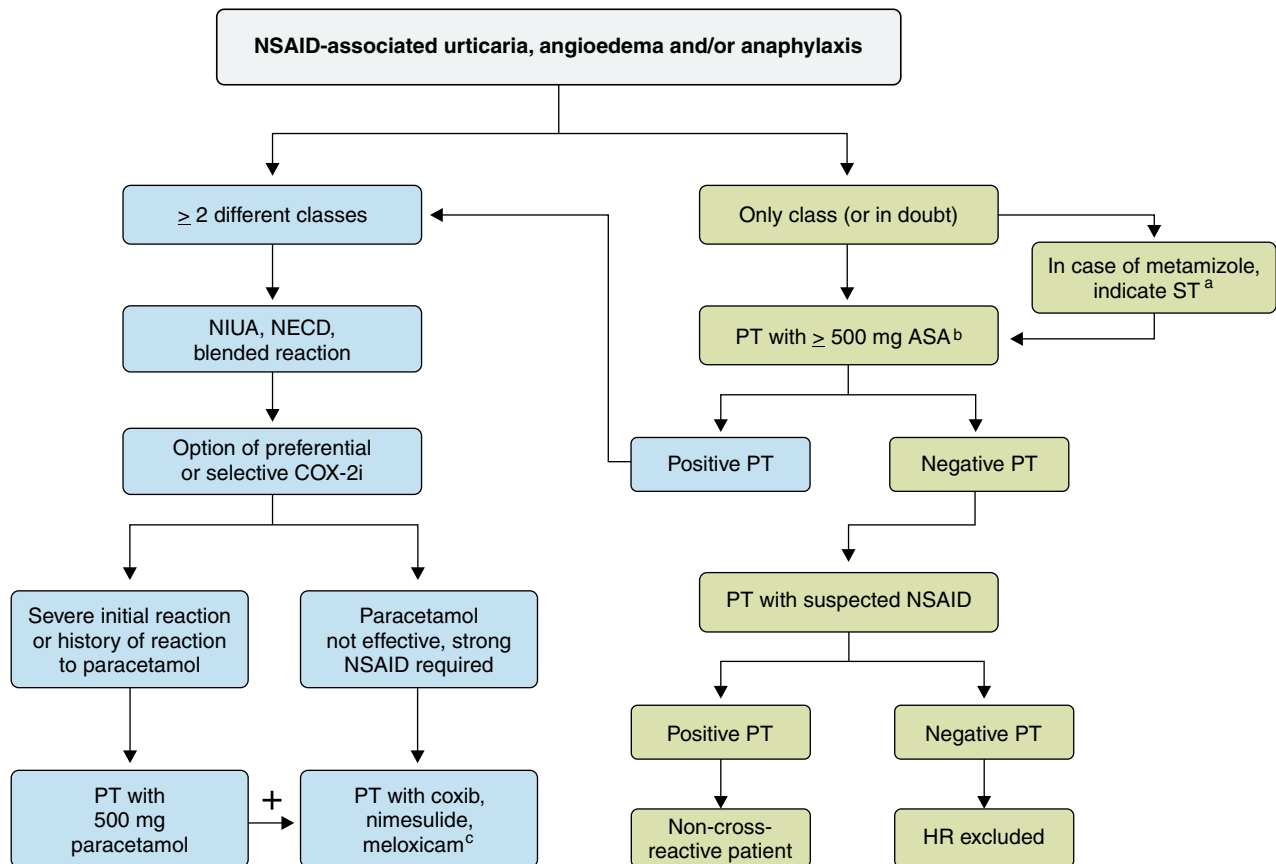 NSAID-associated urticaria, angioedema and/or anaphylaxis
≥ 2 different classes
Only class (or in doubt)
In case of metamizole,
indicate ST a
NIUA, NECD,
blended reaction
PT with ≥ 500 mg ASA b
Option of preferential
or selective COX-2i
Positive PT
Negative PT
Severe initial reaction
or history of reaction
to paracetamol
Paracetamol
not effective, strong
NSAID required
PT with suspected NSAID
Positive PT
Negative PT
PT with
500 mg
paracetamol
+
PT with coxib,
nimesulide,
meloxicam c
Non-cross-
reactive patient
HR excluded